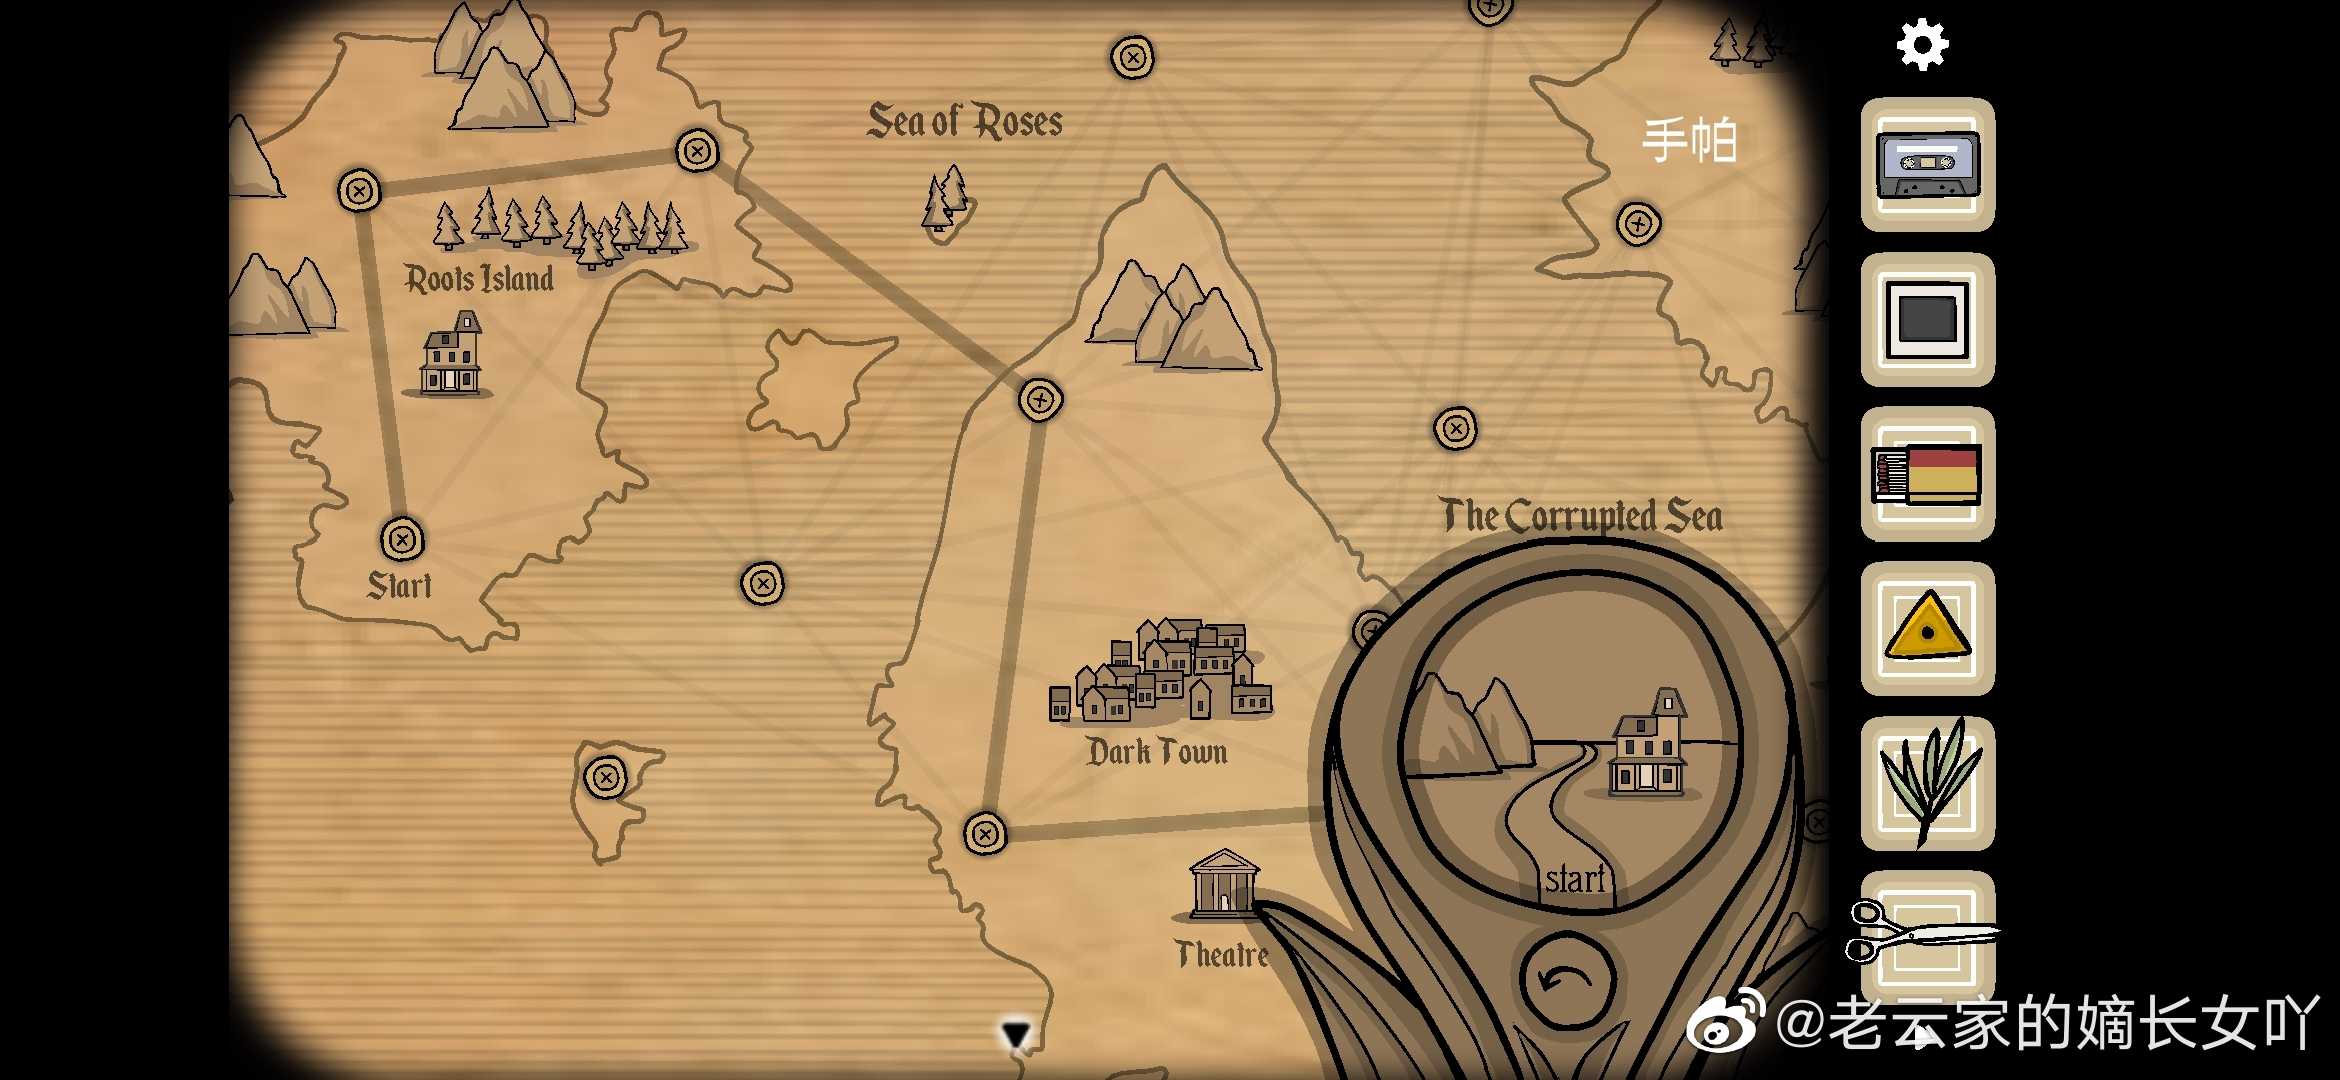 Sea of Roses
手帕
Roots Island
The Corrupted Sea
Start
Dark Town
start
Theatre
@老云家的嫡长女吖